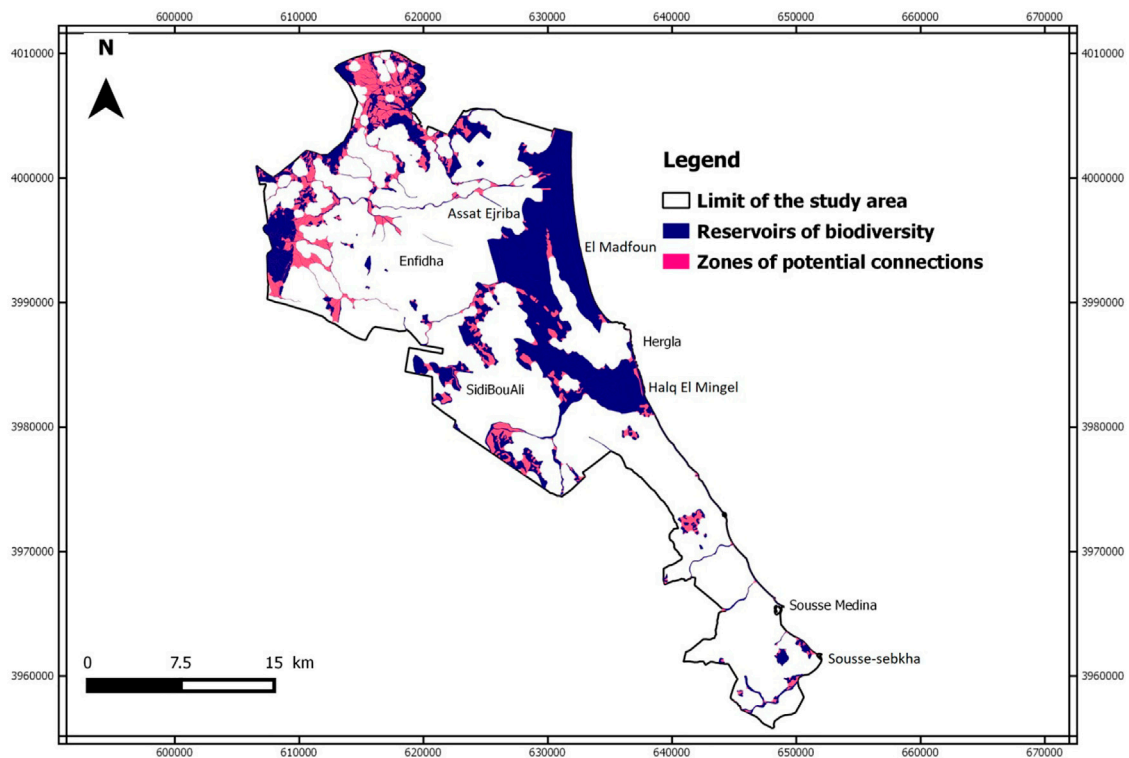 600000 610000 620000 630000 640000 650000 660000 670000
4010000 4010000
N
Legend
Limit of the study area
Reservoirs of biodiversity
Zones of potential connections
4000000 4000000
Assat Ejriba
El Madfoun
Enfidha
3990000 3990000
Hergla
Halq El Mingel
SidiBouAli
3980000 3980000
3970000 3970000
Sousse Medina
Sousse-sebkha
0 7.5 15 km
3960000 3960000
600000 610000 620000 630000 640000 650000 660000 670000